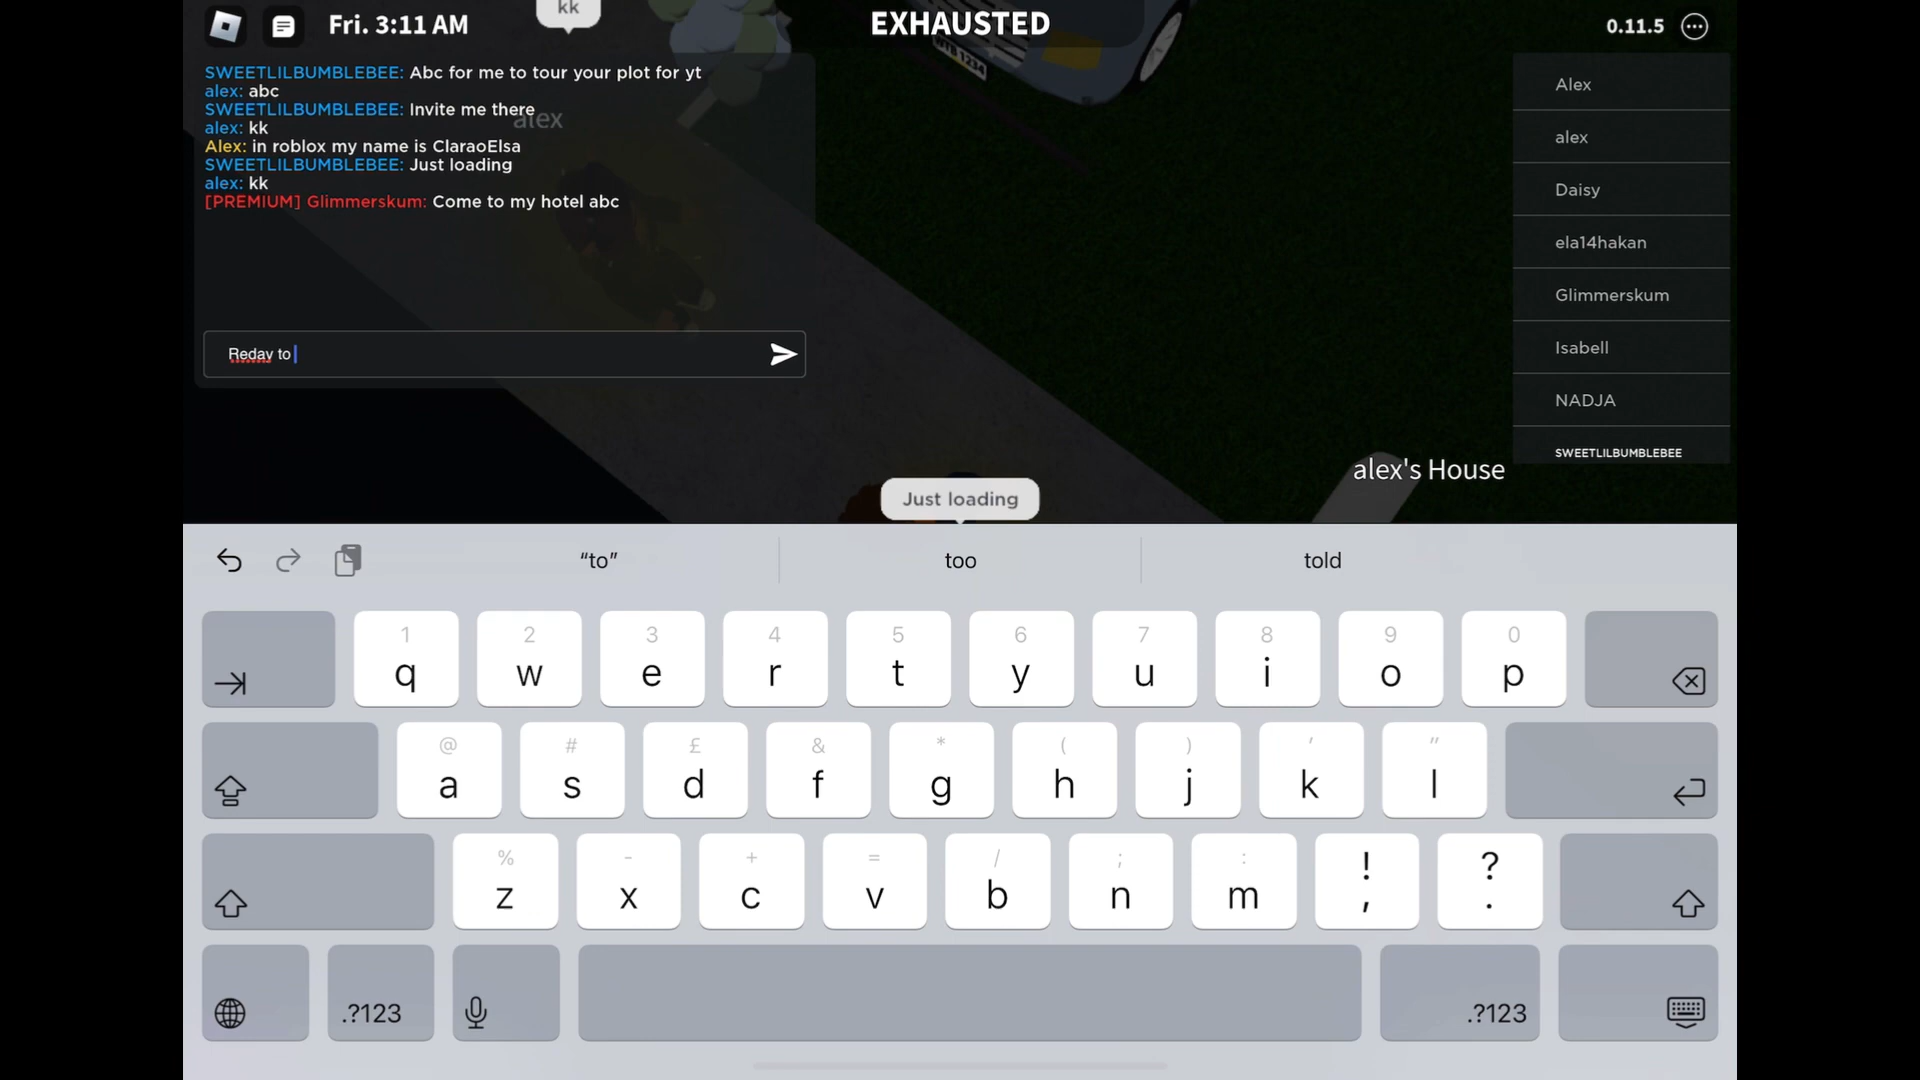 kk
Fri. 3:11 AM
EXHAUSTED
0.11.5
SWEETLILBUMBLEBEE: Abc for me to tour your plot for yt
alex: abc
SWEETLILBUMBLEBEE: Invite me there
alex: kk
Alex: in roblox my name is ClaraoElsa
SWEETLILBUMBLEBEE: Just loading
alex: kk
[PREMIUM] Glimmerskum: Come to my hotel abc
alex
Reday to
Alex
alex
Daisy
ela14hakan
Glimmerskum
Isabell
NADJA
SWEETLILBUMBLEBEE
alex's House
Just loading
“to” too told
1 2 3 4 5 6 7 8 9 0
q w e r t y u i o p
@ # £ & * ( ) ' "
a s d f g h j k l
% - + = / ; : ! ?
z x c v b n m , .
.?123 .?123